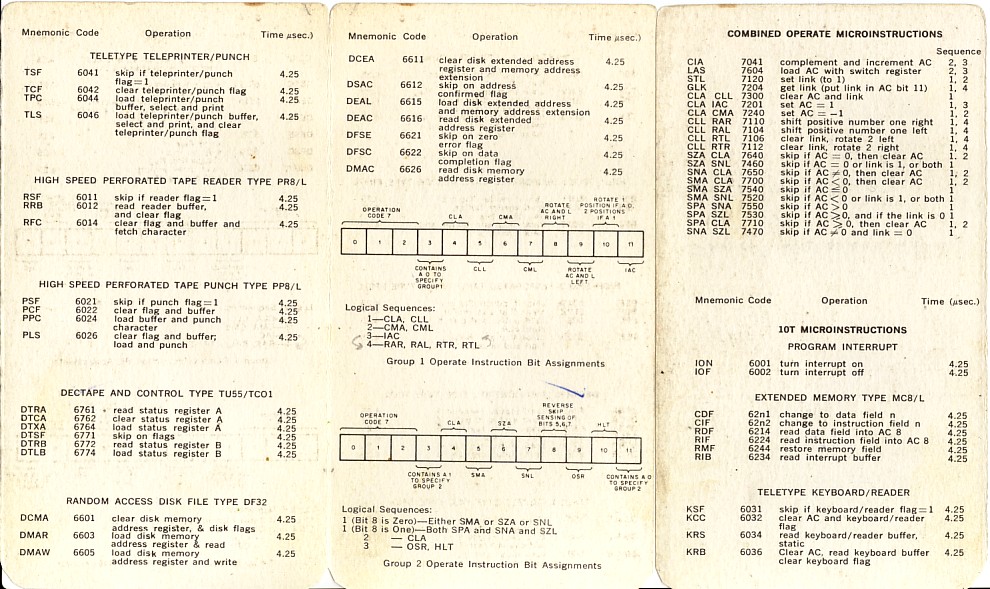 Mnemonic Code Operation Time μsec.)
TELETYPE TELEPRINTER/PUNCH
TSF 6041 skip if teleprinter/punch 4.25
flag=1
TCF 6042 clear teleprinter/punch flag 4.25
TPC 6044 load teleprinter/punch 4.25
buffer, select and print
TLS 6046 load teleprinter/punch buffer, 4.25
select and print, and clear
teleprinter/punch flag
HIGH SPEED PERFORATED TAPE READER TYPE PR8/L
RSF 6011 skip if reader flag=1 4.25
RRB 6012 read reader buffer, 4.25
and clear flag
RFC 6014 clear flag and buffer and 4.25
fetch character
HIGH SPEED PERFORATED TAPE PUNCH TYPE PP8/L
PSF 6021 skip if punch flag=1 4.25
PCF 6022 clear flag and buffer 4.25
PPC 6024 load buffer and punch 4.25
character
PLS 6026 clear flag and buffer; 4.25
load and punch
DECTAPE AND CONTROL TYPE TU55/TCO1
DTRA 6761 read status register A 4.25
DTCA 6762 clear status register A 4.25
DTXA 6764 load status register A 4.25
DTSF 6771 skip on flags 4.25
DTRB 6772 read status register B 4.25
DTLB 6774 load status register B 4.25
RANDOM ACCESS DISK FILE TYPE DF32
DCMA 6601 clear disk memory 4.25
address register, & disk flags
DMAR 6603 load disk memory 4.25
address register & read
DMAW 6605 load disk memory 4.25
address register and write
Mnemonic Code Operation Time μsec.)
DCEA 6611 clear disk extended address 4.25
register and memory address
extension
DSAC 6612 skip on address 4.25
confirmed flag
DEAL 6615 load disk extended address 4.25
and memory address extension
DEAC 6616 read disk extended 4.25
address register
DFSE 6621 skip on zero 4.25
error flag
DFSC 6622 skip on data 4.25
completion flag
DMAC 6626 read disk memory 4.25
address register
OPERATION
CODE 7
CLA
CMA
ROTATE
AC AND L
RIGHT
ROTATE 1
POSITION IF A 0,
2 POSITIONS
IF A 1
0 1 2 3 4 5 6 7 8 9 10 11
CONTAINS
A 0 TO
SPECIFY
GROUP 1
CLL
CML
ROTATE
AC AND L
LEFT
IAC
Logical Sequences:
1—CLA, CLL
2—CMA, CML
3—IAC
4—RAR, RAL, RTR, RTL
Group 1 Operate Instruction Bit Assignments
OPERATION
CODE 7
CLA
SZA
REVERSE
SKIP
SENSING OF
BITS 5,6,7
HLT
0 1 2 3 4 5 6 7 8 9 10 11
CONTAINS A 1
TO SPECIFY
GROUP 2
SMA
SNL
OSR
CONTAINS A 0
TO SPECIFY
GROUP 2
Logical Sequences:
1 (Bit 8 is Zero)—Either SMA or SZA or SNL
1 (Bit 8 is One)—Both SPA and SNA and SZL
2 — CLA
3 — OSR, HLT
Group 2 Operate Instruction Bit Assignments
COMBINED OPERATE MICROINSTRUCTIONS
Sequence
CIA 7041 complement and increment AC 2, 3
LAS 7604 load AC with switch register 2, 3
STL 7120 set link (to 1) 1, 2
GLK 7204 get link (put link in AC bit 11) 1, 4
CLA CLL 7300 clear AC and link 1
CLA IAC 7201 set AC = 1 1, 3
CLA CMA 7240 set AC = −1 1, 2
CLL RAR 7110 shift positive number one right 1, 4
CLL RAL 7104 shift positive number one left 1, 4
CLL RTL 7106 clear link, rotate 2 left 1, 4
CLL RTR 7112 clear link, rotate 2 right 1, 4
SZA CLA 7640 skip if AC = 0, then clear AC 1, 2
SZA SNL 7460 skip if AC = 0 or link is 1, or both 1
SNA CLA 7650 skip if AC ≠ 0, then clear AC 1, 2
SMA CLA 7700 skip if AC < 0, then clear AC 1, 2
SMA SZA 7540 skip if AC ≤ 0 1
SMA SNL 7520 skip if AC < 0 or link is 1, or both 1
SPA SNA 7550 skip if AC > 0 1
SPA SZL 7530 skip if AC ≥ 0, and if the link is 0 1
SPA CLA 7710 skip if AC ≥ 0, then clear AC 1, 2
SNA SZL 7470 skip if AC ≠ 0 and link = 0 1
Mnemonic Code Operation Time (μsec.)
1OT MICROINSTRUCTIONS
PROGRAM INTERRUPT
ION 6001 turn interrupt on 4.25
IOF 6002 turn interrupt off 4.25
EXTENDED MEMORY TYPE MC8/L
CDF 62n1 change to data field n 4.25
CIF 62n2 change to instruction field n 4.25
RDF 6214 read data field into AC 8 4.25
RIF 6224 read instruction field into AC 8 4.25
RMF 6244 restore memory field 4.25
RIB 6234 read interrupt buffer 4.25
TELETYPE KEYBOARD/READER
KSF 6031 skip if keyboard/reader flag=1 4.25
KCC 6032 clear AC and keyboard/reader 4.25
flag
KRS 6034 read keyboard/reader buffer, 4.25
static
KRB 6036 Clear AC, read keyboard buffer 4.25
clear keyboard flag